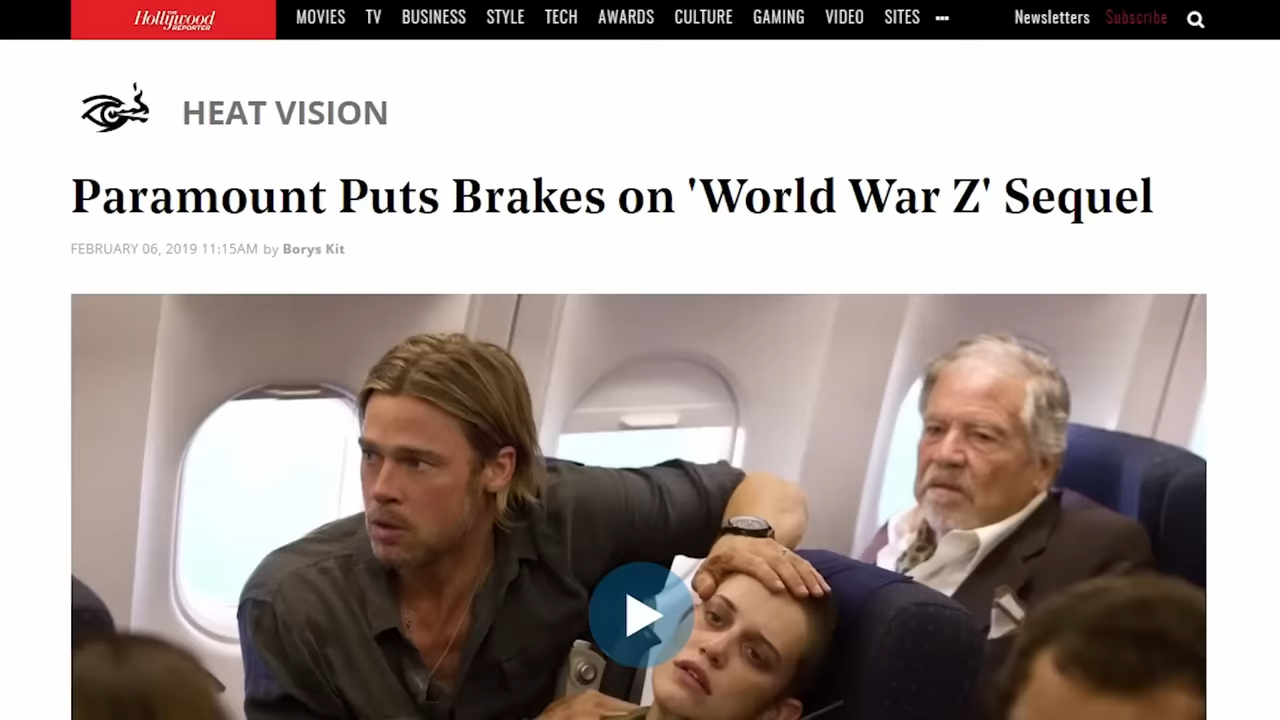 THE Hollywood REPORTER
MOVIES TV BUSINESS STYLE TECH AWARDS CULTURE GAMING VIDEO SITES ••• Newsletters Subscribe
HEAT VISION
Paramount Puts Brakes on 'World War Z' Sequel
FEBRUARY 06, 2019 11:15AM by Borys Kit